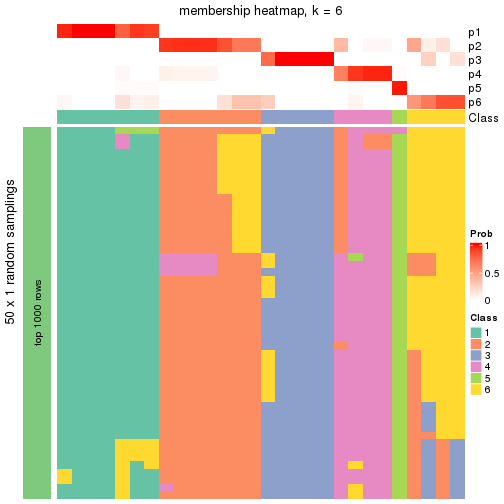 membership heatmap, k = 6
p1
p2
p3
p4
p5
p6
Class
50 x 1 random samplings
top 1000 rows
Prob
1
0.5
0
Class
1
2
3
4
5
6